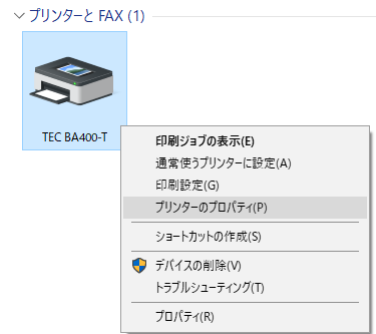 プリンターと FAX (1)
TEC BA400-T
印刷ジョブの表示(E)
通常使うプリンターに設定(A)
印刷設定(G)
プリンターのプロパティ(P)
ショートカットの作成(S)
デバイスの削除(V)
トラブルシューティング(T)
プロパティ(R)